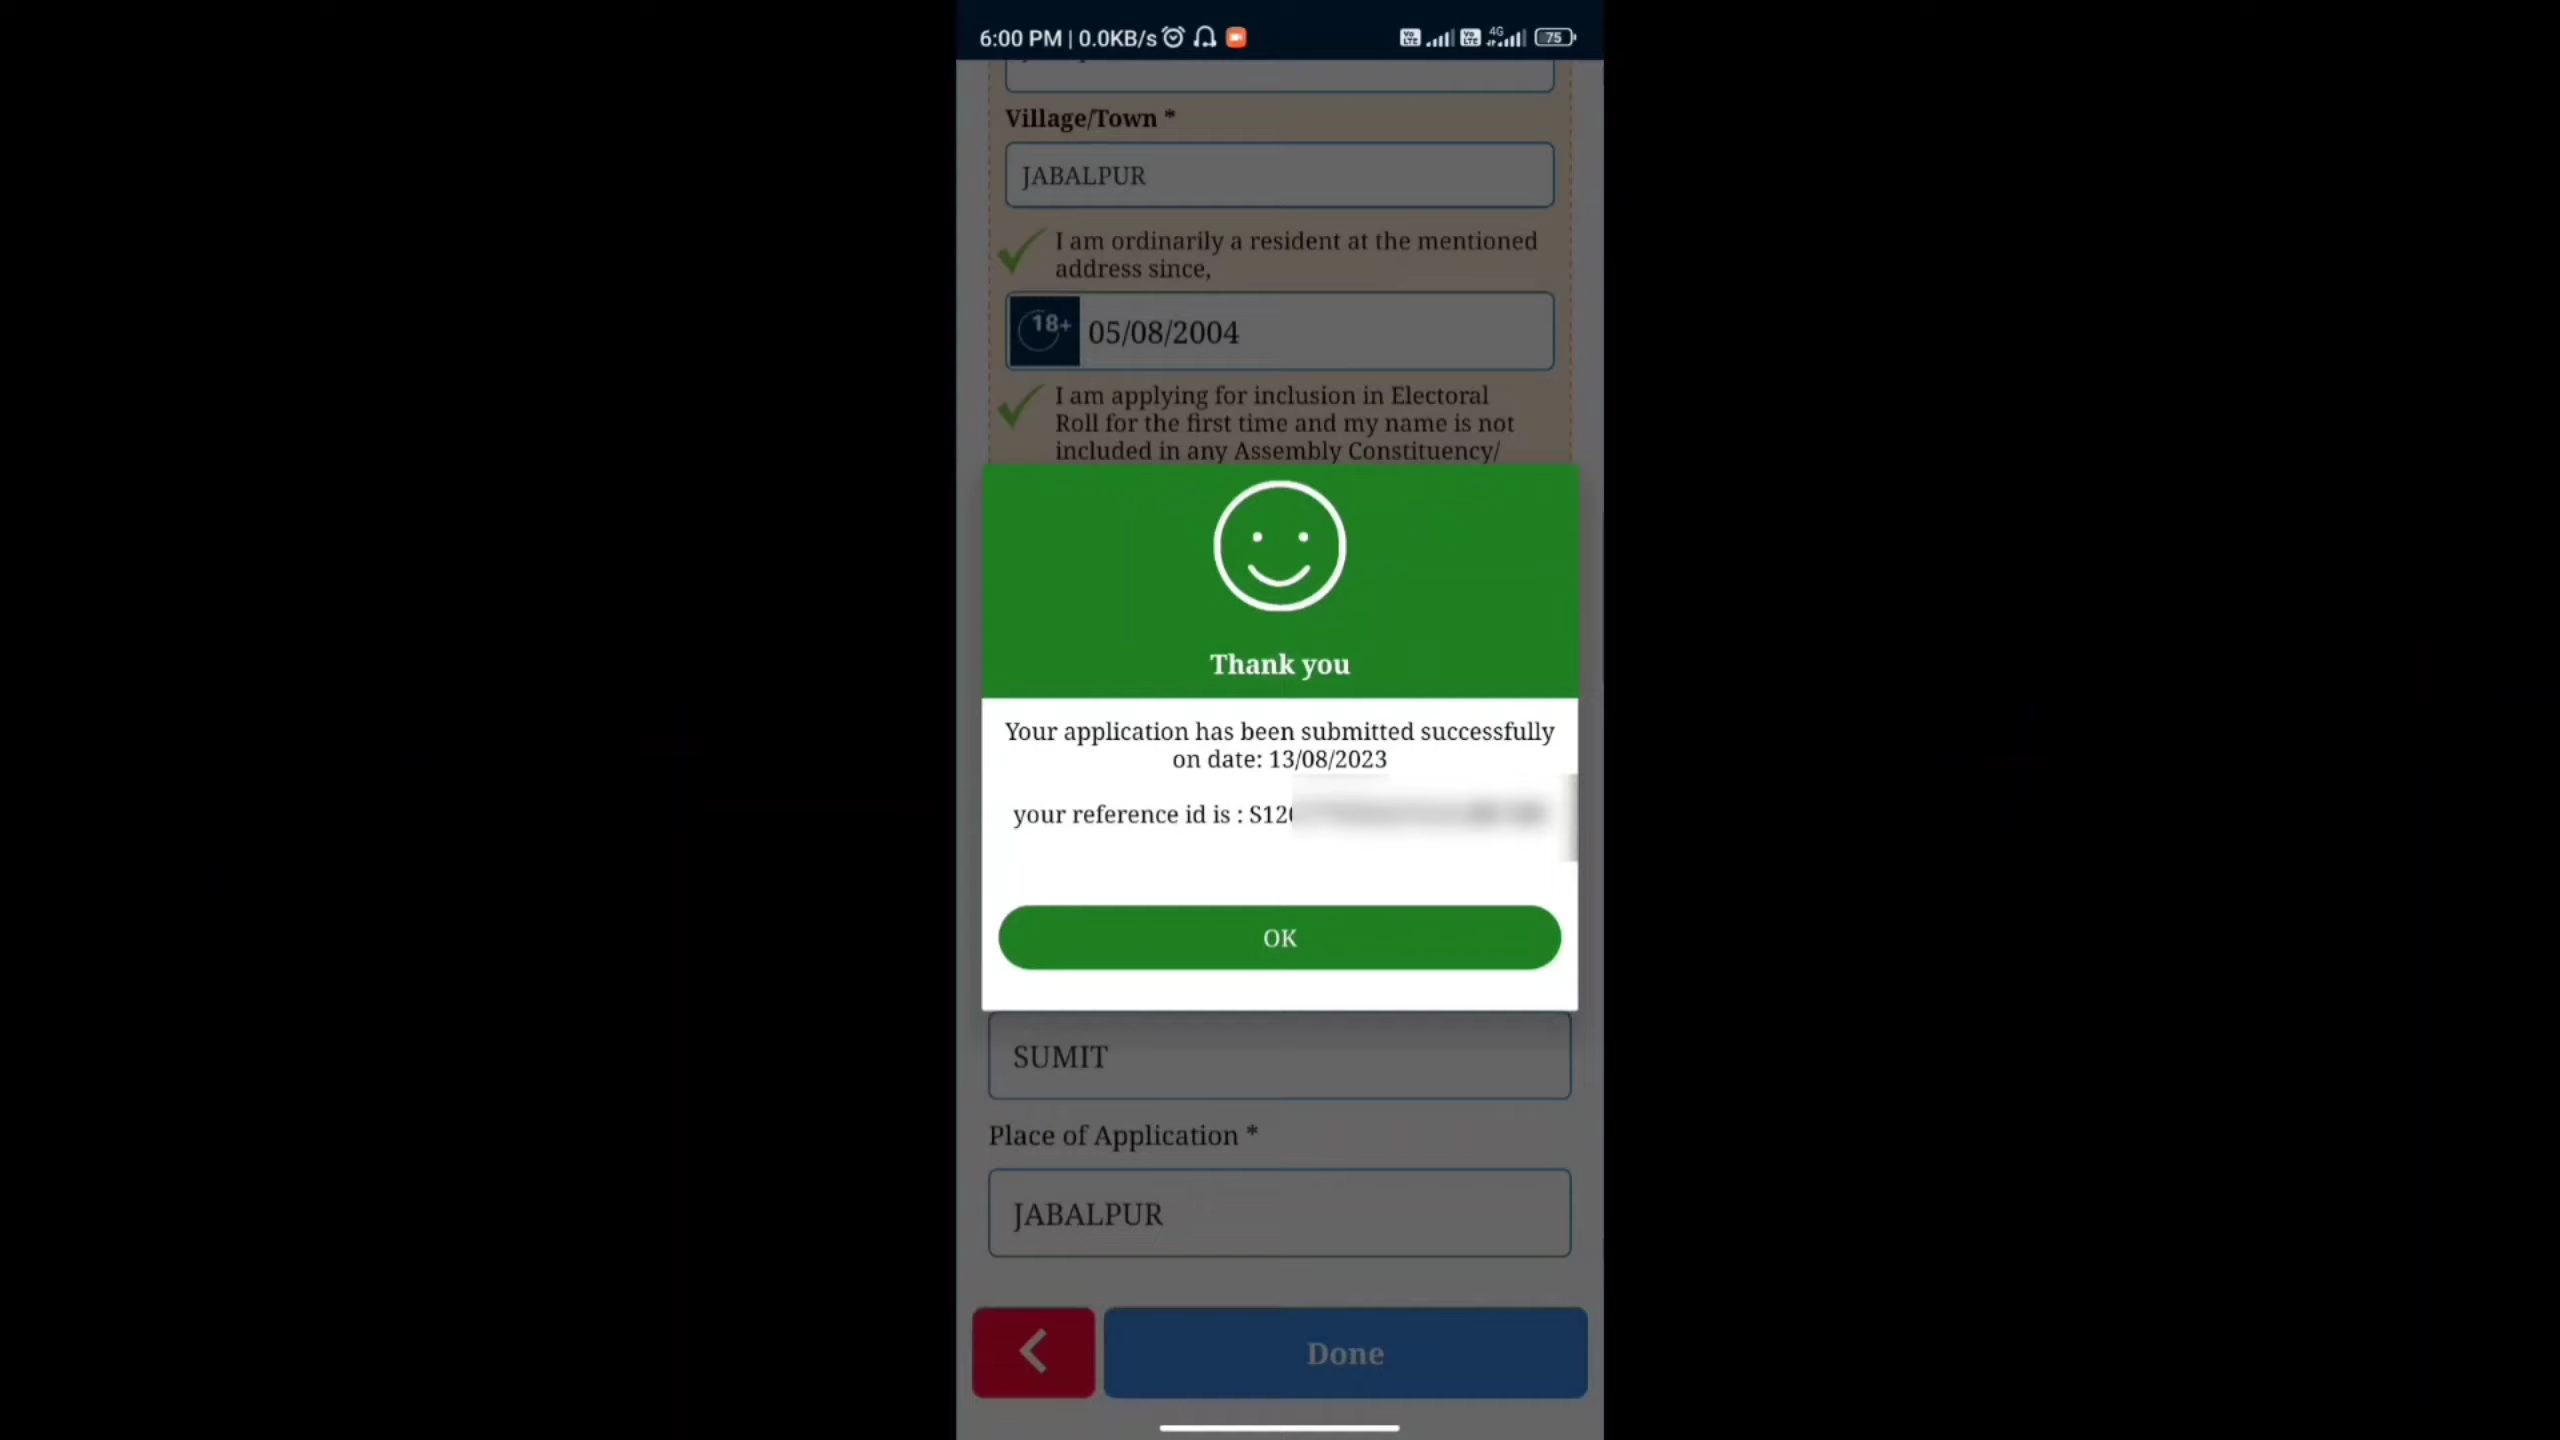 6:00 PM | 0.0KB/s
4G
75
Village/Town *
JABALPUR
I am ordinarily a resident at the mentioned
address since,
18+ 05/08/2004
I am applying for inclusion in Electoral
Roll for the first time and my name is not
included in any Assembly Constituency/
Thank you
Your application has been submitted successfully
on date: 13/08/2023
your reference id is : S12
OK
SUMIT
Place of Application *
JABALPUR
Done